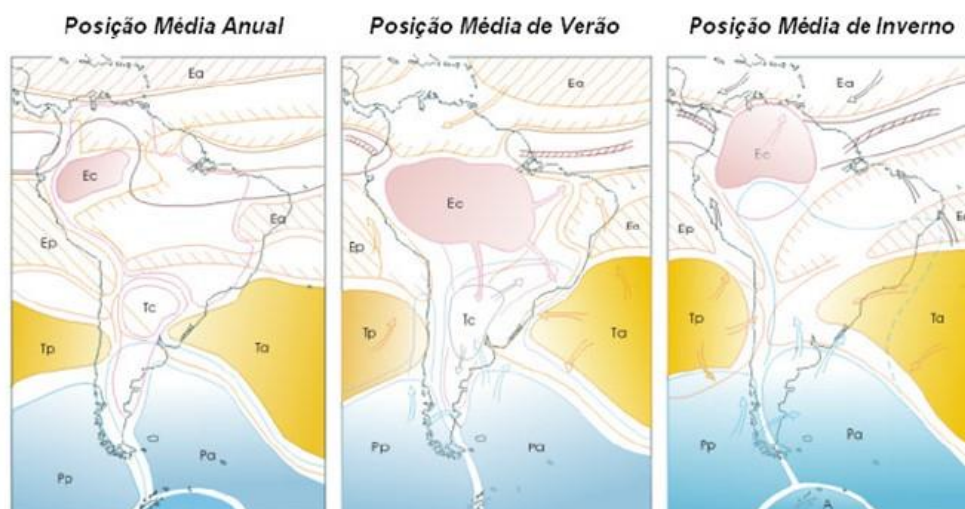 Posição Média Anual
Ea
Ec
Ea
Ep
Tc
Tp
Ta
Pp
Pa
Posição Média de Verão
Ea
Ec
Ea
Ep
Tc
Tp
Ta
Pp
Pa
Posição Média de Inverno
Ea
Ec
Ep
Ea
Tp
Ta
Pp
Pa
A